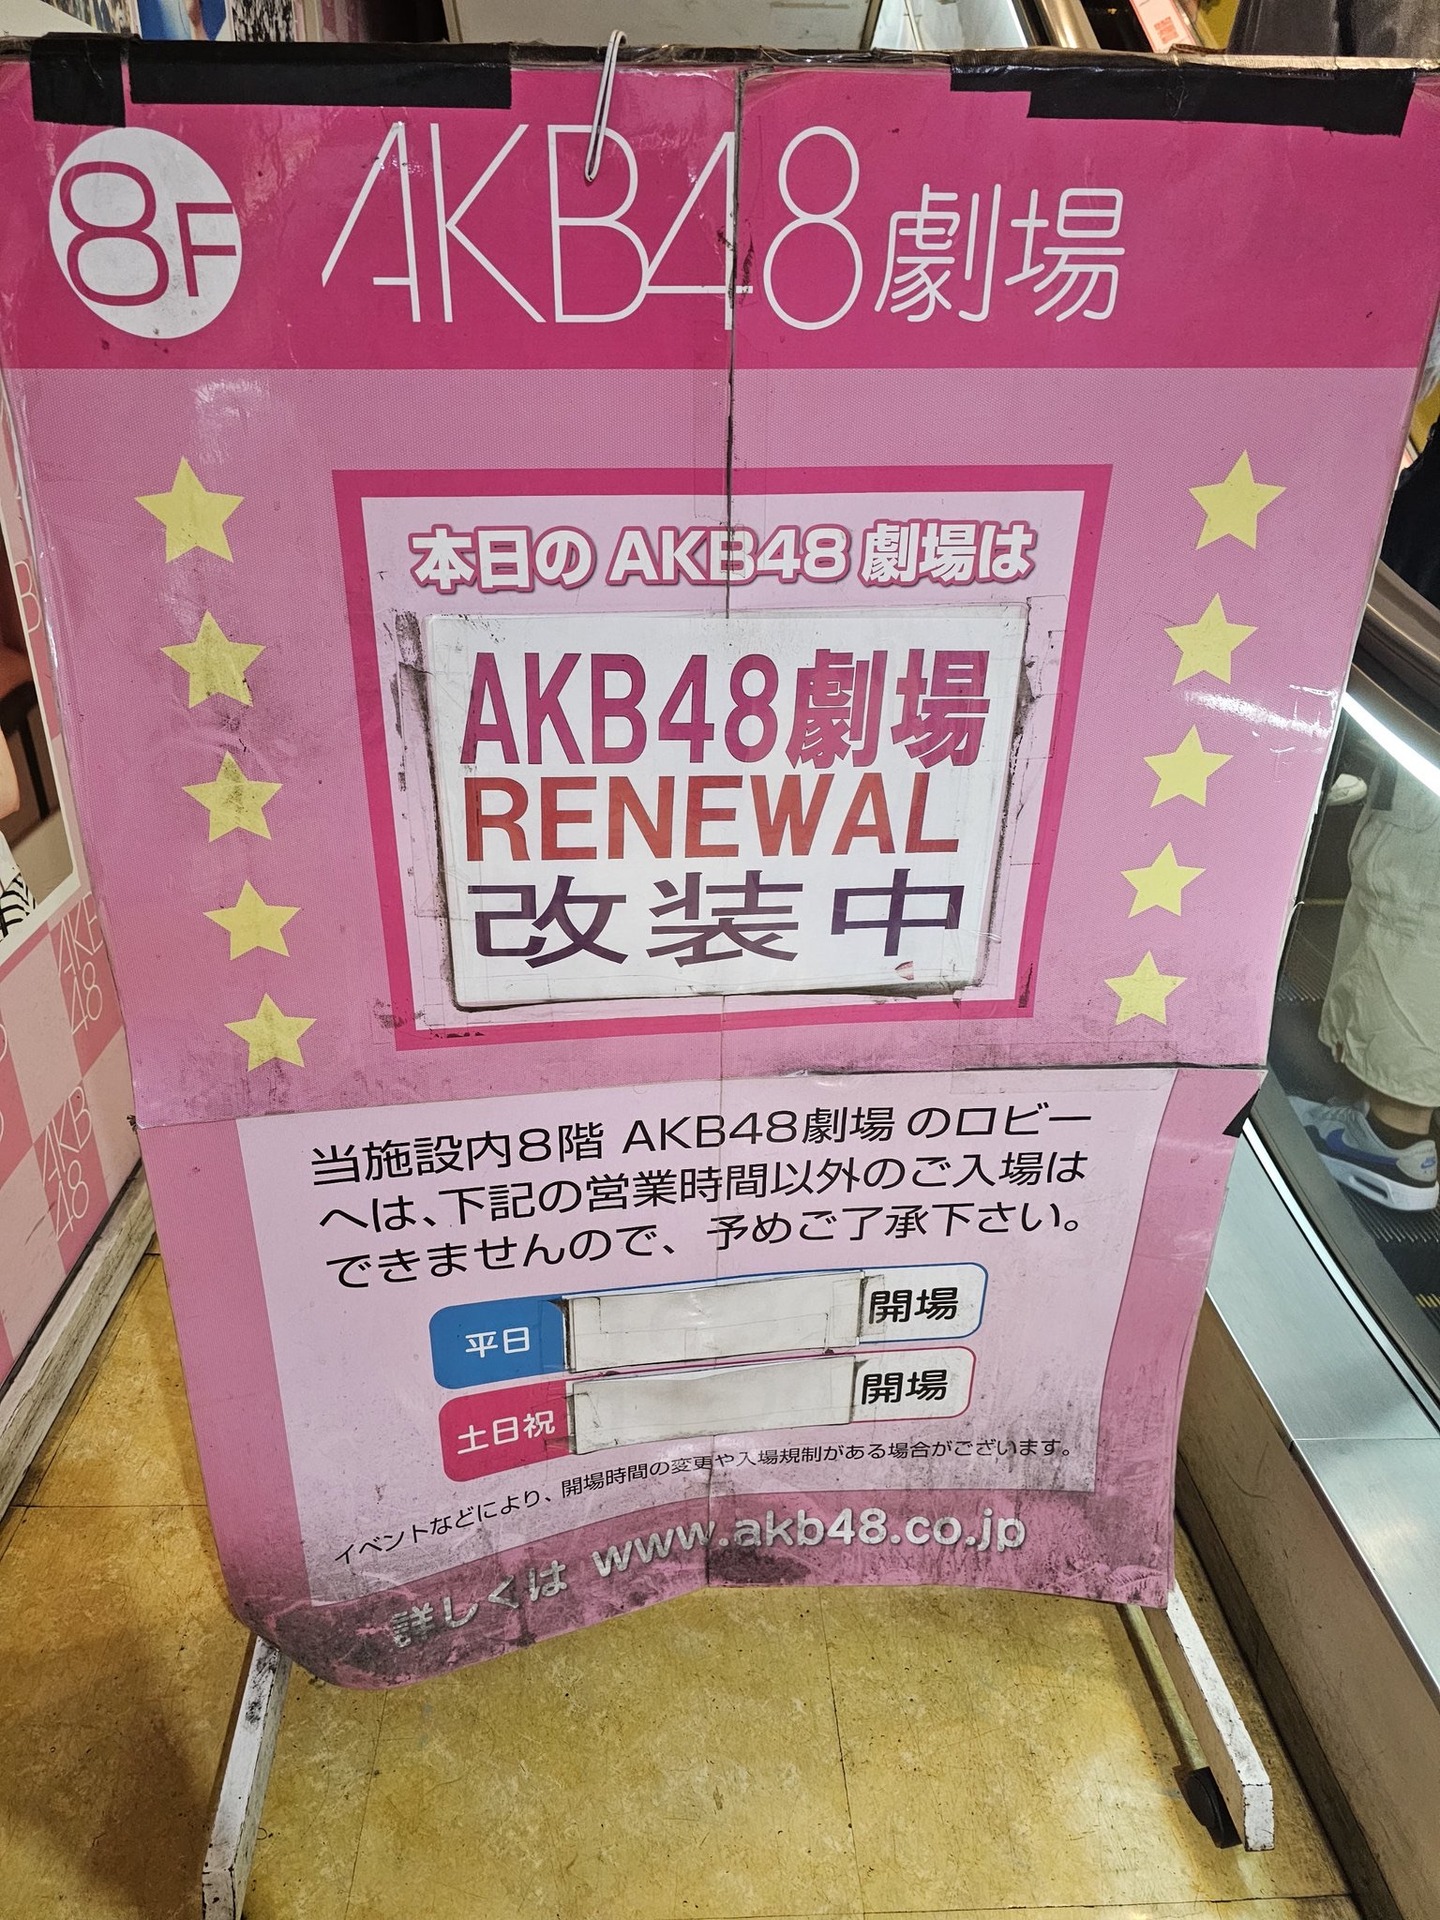 8F AKB48劇場
本日の AKB48 劇場は
AKB48劇場
RENEWAL
改装中
当施設内8階 AKB48劇場 のロビー
へは、下記の営業時間以外のご入場は
できませんので、予めご了承下さい。
平日 開場
土日祝 開場
イベントなどにより、開場時間の変更や入場規制がある場合がございます。
詳しくは www.akb48.co.jp
AKB
48
AKB
48